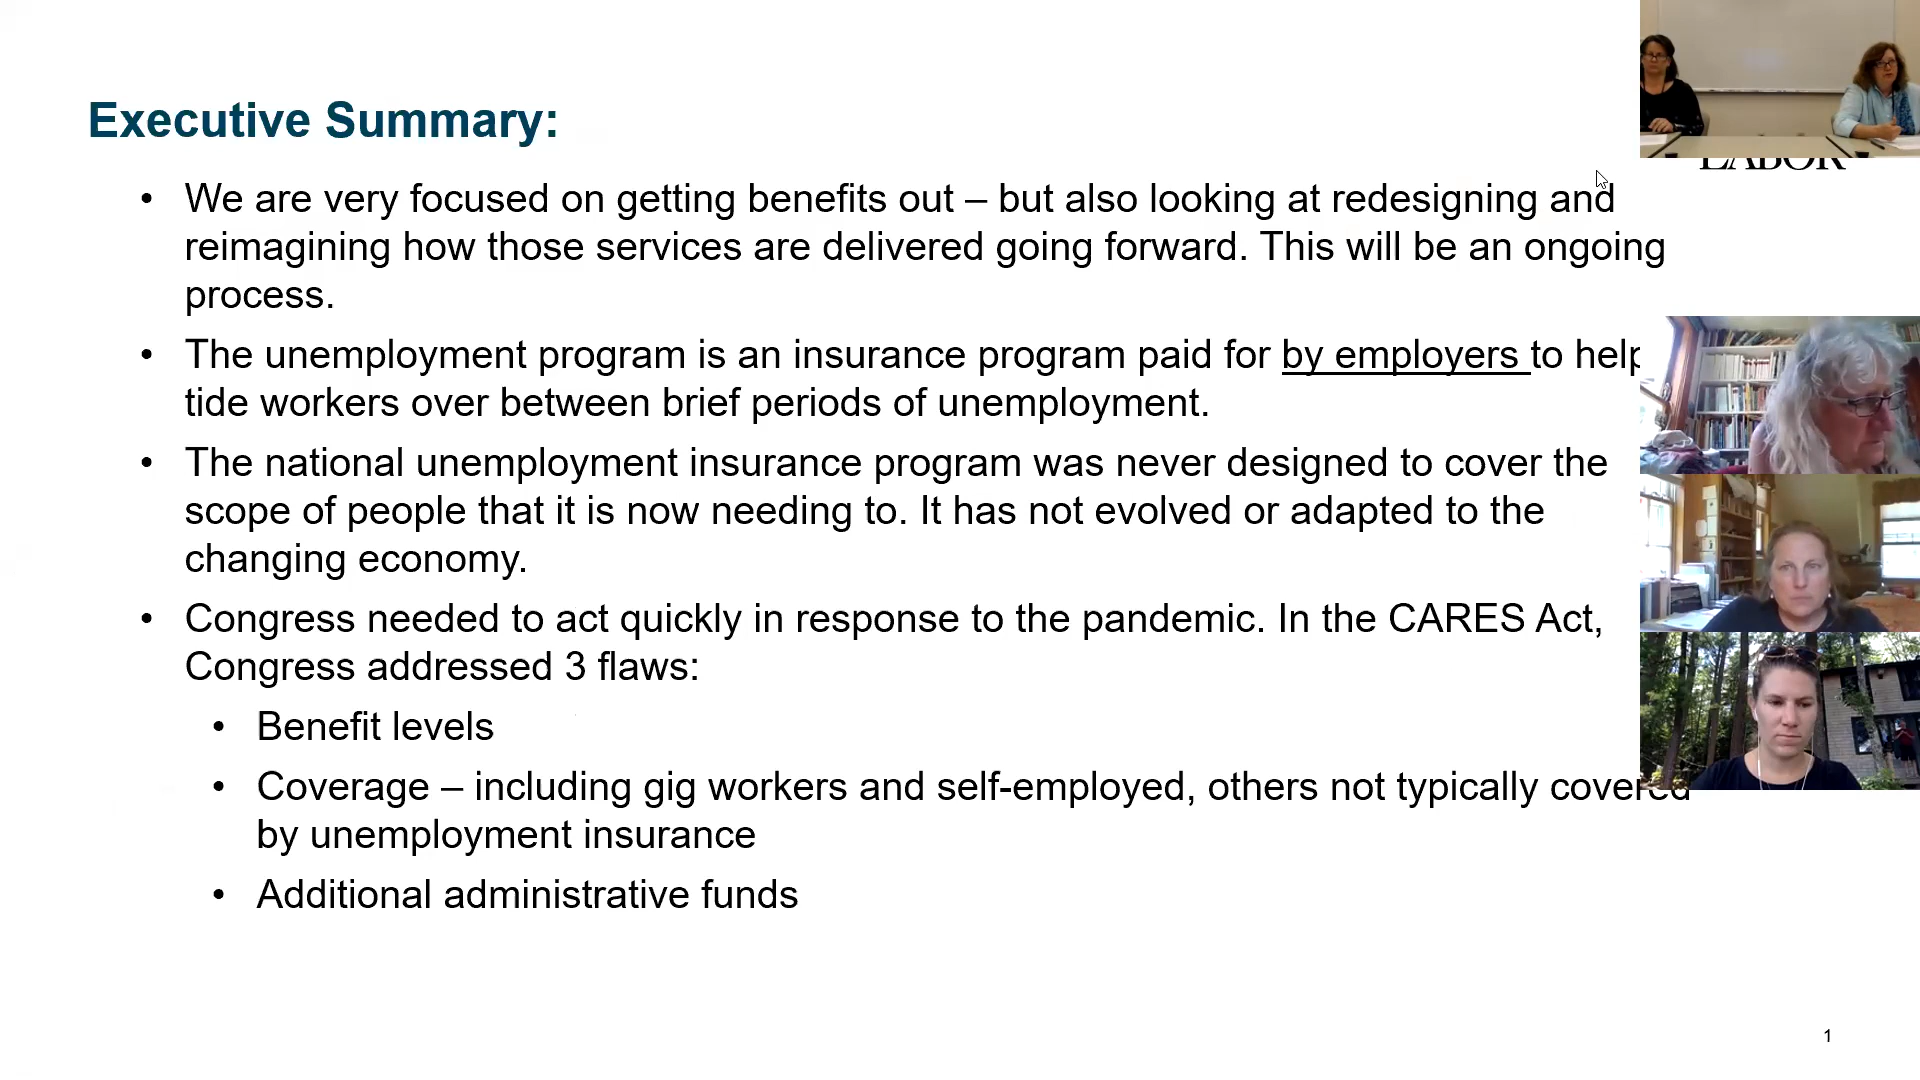 LABOR
Executive Summary:
• We are very focused on getting benefits out – but also looking at redesigning and
reimagining how those services are delivered going forward. This will be an ongoing
process.
• The unemployment program is an insurance program paid for by employers to help
tide workers over between brief periods of unemployment.
• The national unemployment insurance program was never designed to cover the
scope of people that it is now needing to. It has not evolved or adapted to the
changing economy.
• Congress needed to act quickly in response to the pandemic. In the CARES Act,
Congress addressed 3 flaws:
• Benefit levels
• Coverage – including gig workers and self-employed, others not typically covered
by unemployment insurance
• Additional administrative funds
1